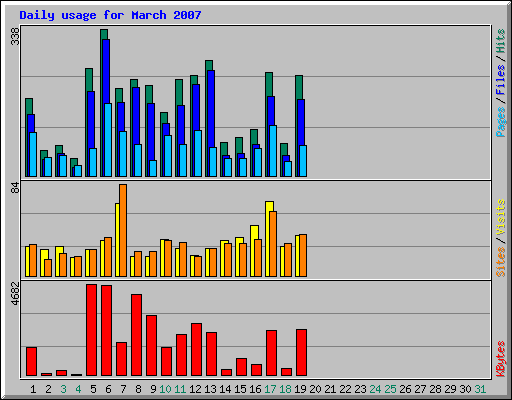 Daily usage for March 2007
338
Pages / Files / Hits
84
Sites / Visits
4682
KBytes
1 2 3 4 5 6 7 8 9 10 11 12 13 14 15 16 17 18 19 20 21 22 23 24 25 26 27 28 29 30 31